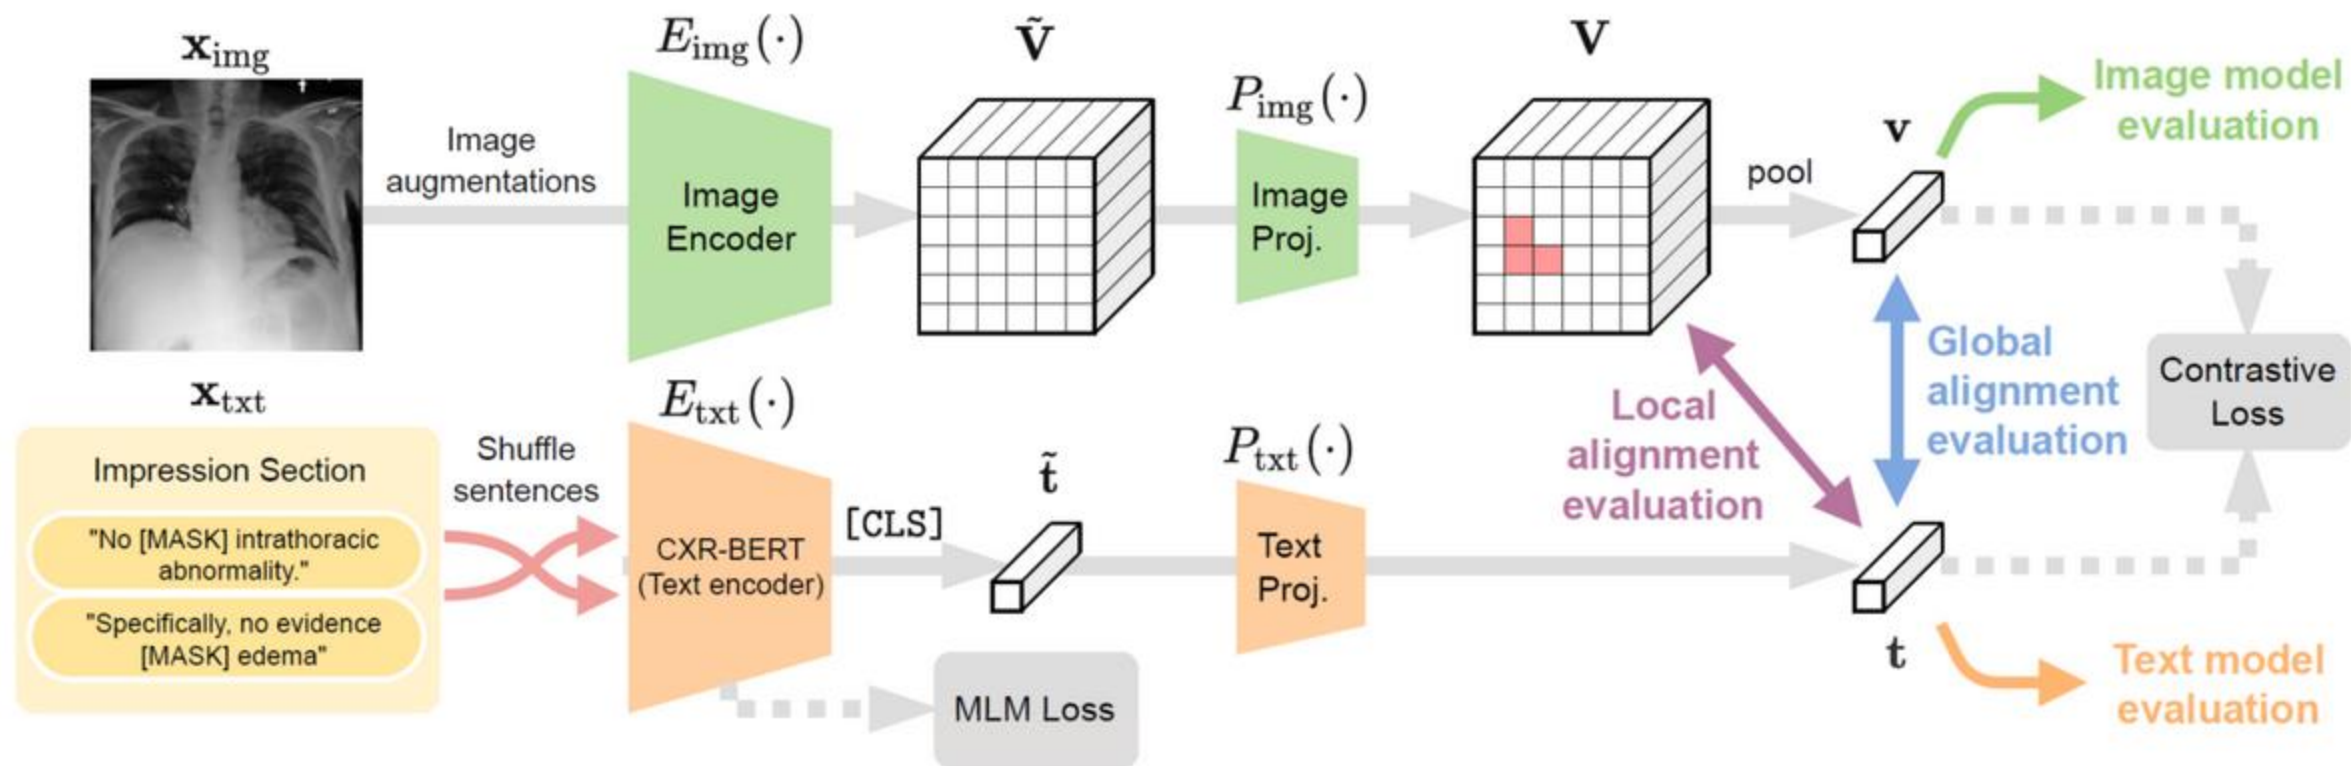 x_img
Image
augmentations
E_img(·)
Image
Encoder
Ṽ
P_img(·)
Image
Proj.
V
pool
v
Image model
evaluation
x_txt
Impression Section
"No [MASK] intrathoracic
abnormality."
"Specifically, no evidence
[MASK] edema"
Shuffle
sentences
E_txt(·)
CXR-BERT
(Text encoder)
[CLS]
t̃
MLM Loss
P_txt(·)
Text
Proj.
Local
alignment
evaluation
Global
alignment
evaluation
Contrastive
Loss
t
Text model
evaluation